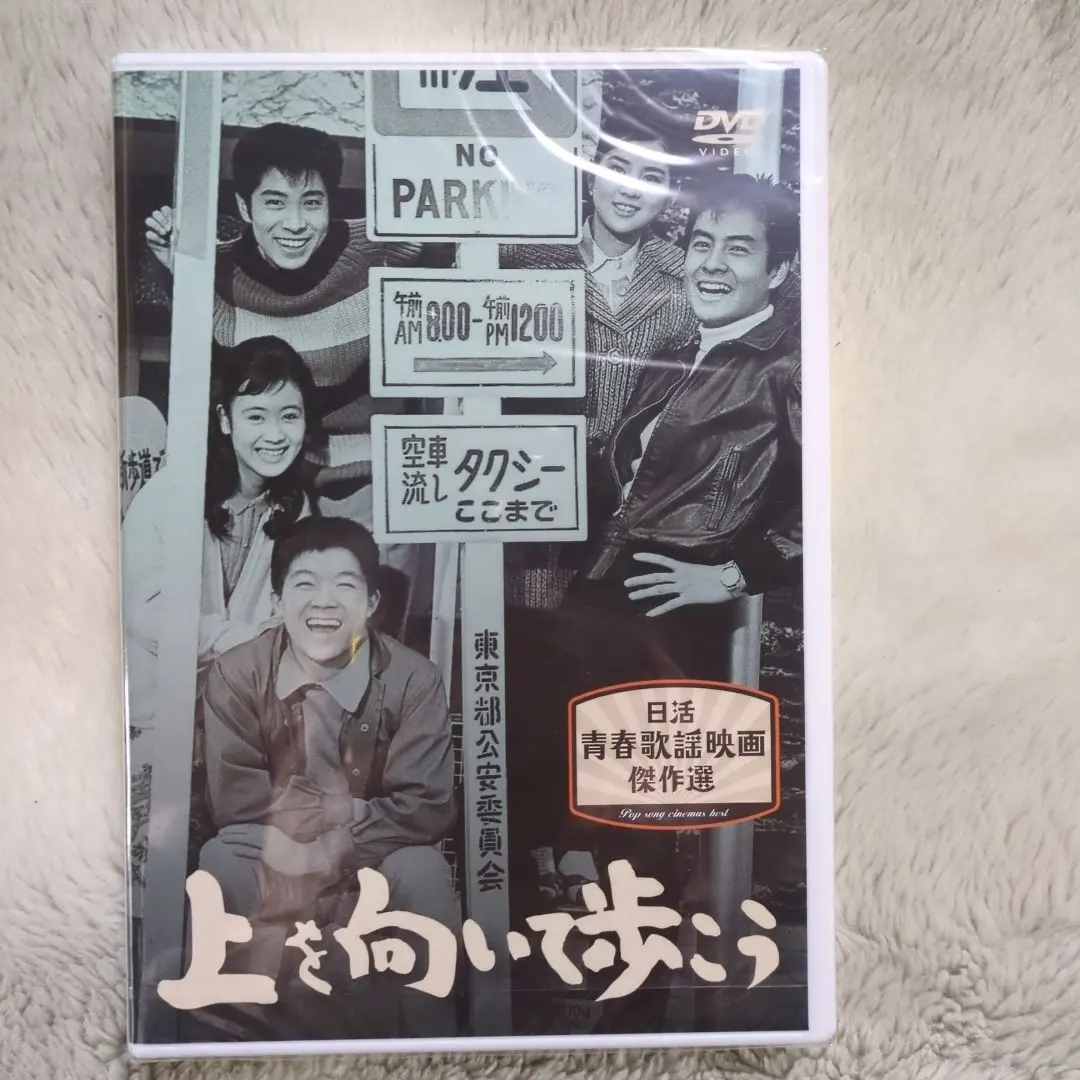 DVD
VIDEO
NO
PARKING
午前
AM 8.00-午前
PM 12.00
空車
流し
タクシー
ここまで
東京都公安委員会
日活
青春歌謡映画
傑作選
Pop song cinemas best
上を向いて歩こう